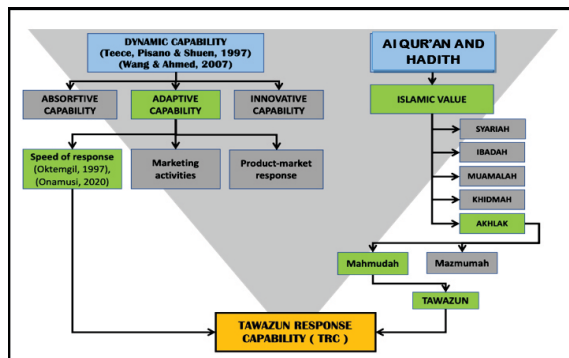 DYNAMIC CAPABILITY
(Teece, Pisano & Shuen, 1997)
(Wang & Ahmed, 2007)
ABSORFTIVE
CAPABILITY
ADAPTIVE
CAPABILITY
INNOVATIVE
CAPABILITY
Speed of response
(Oktemgil, 1997),
(Onamusi, 2020)
Marketing
activities
Product-market
response
Al QUR'AN AND
HADITH
ISLAMIC VALUE
SYARIAH
IBADAH
MUAMALAH
KHIDMAH
AKHLAK
Mahmudah
Mazmumah
TAWAZUN
TAWAZUN RESPONSE
CAPABILITY ( TRC )